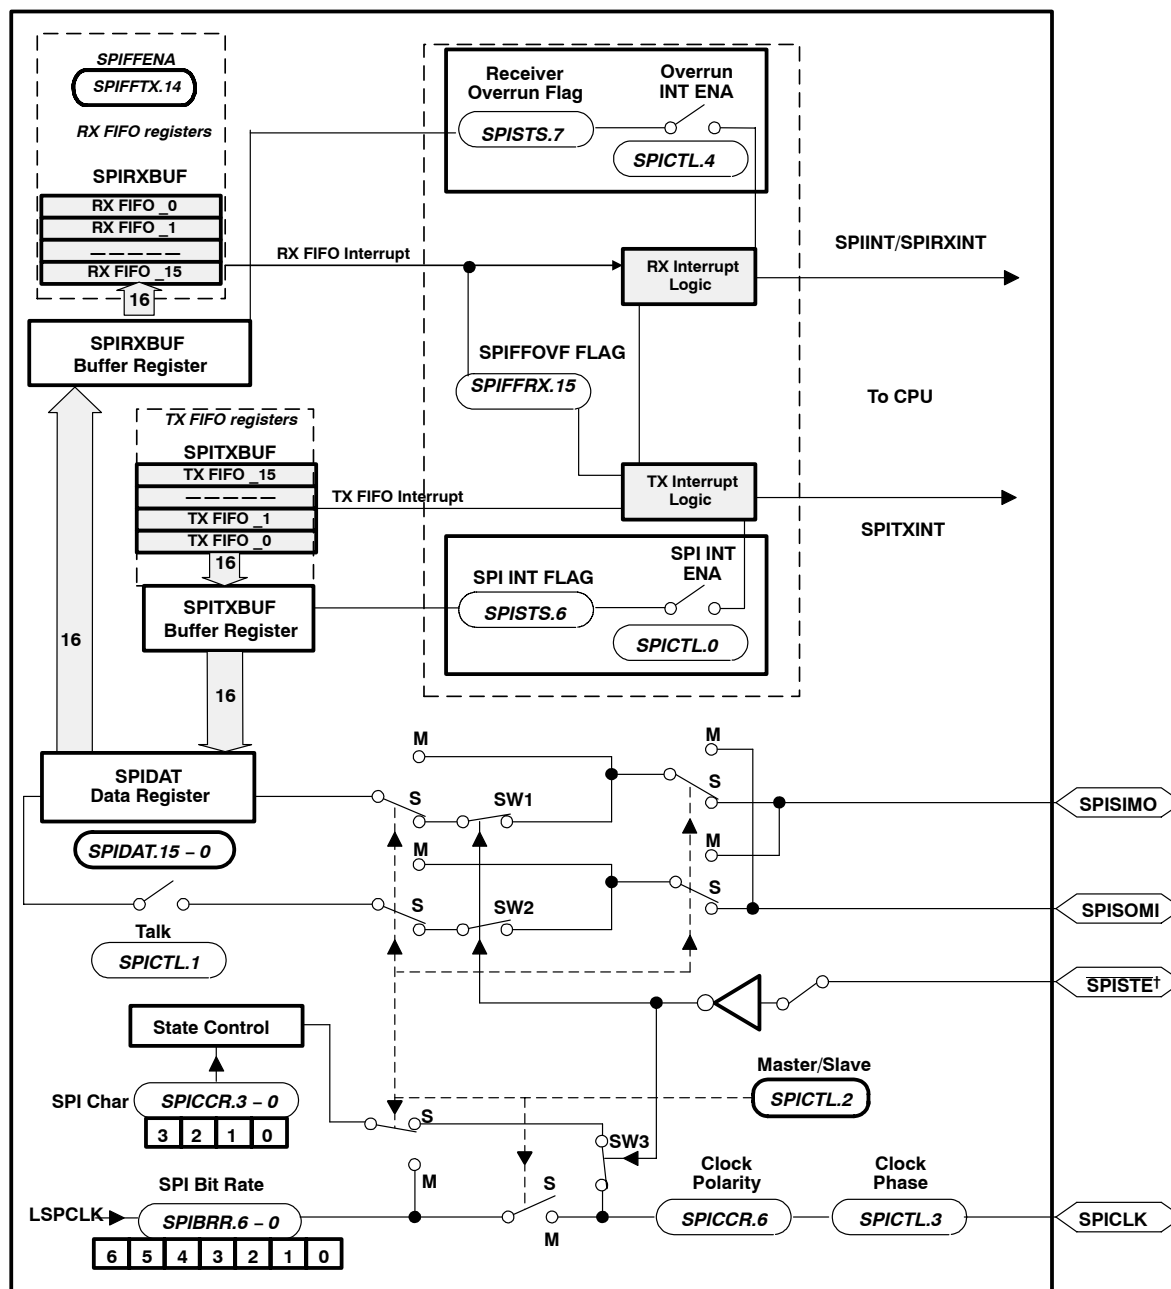 SPIFFENA
SPIFFTX.14
RX FIFO registers
SPIRXBUF
RX FIFO _0
RX FIFO _1
— — — — —
RX FIFO _15
16
SPIRXBUF
Buffer Register
Receiver
Overrun Flag
SPISTS.7
Overrun
INT ENA
SPICTL.4
RX FIFO Interrupt
RX Interrupt
Logic
SPIINT/SPIRXINT
SPIFFOVF FLAG
SPIFFRX.15
To CPU
TX FIFO registers
SPITXBUF
TX FIFO _15
— — — — —
TX FIFO _1
TX FIFO _0
16
TX FIFO Interrupt
TX Interrupt
Logic
SPITXINT
SPITXBUF
Buffer Register
SPI INT FLAG
SPISTS.6
SPI INT
ENA
SPICTL.0
16
16
SPIDAT
Data Register
SPIDAT.15 – 0
M
S
SW1
M
S
SPISIMO
M
S
SW2
M
S
SPISOMI
Talk
SPICTL.1
SPISTE†
State Control
Master/Slave
SPICTL.2
SPI Char
SPICCR.3 – 0
3 2 1 0
S
SW3
M
SPI Bit Rate
LSPCLK
SPIBRR.6 – 0
6 5 4 3 2 1 0
S
M
Clock
Polarity
SPICCR.6
Clock
Phase
SPICTL.3
SPICLK